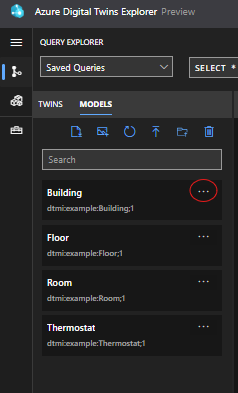 Azure Digital Twins Explorer Preview
QUERY EXPLORER
Saved Queries
SELECT *
TWINS MODELS
Search
Building
dtmi:example:Building;1
Floor
dtmi:example:Floor;1
Room
dtmi:example:Room;1
Thermostat
dtmi:example:Thermostat;1